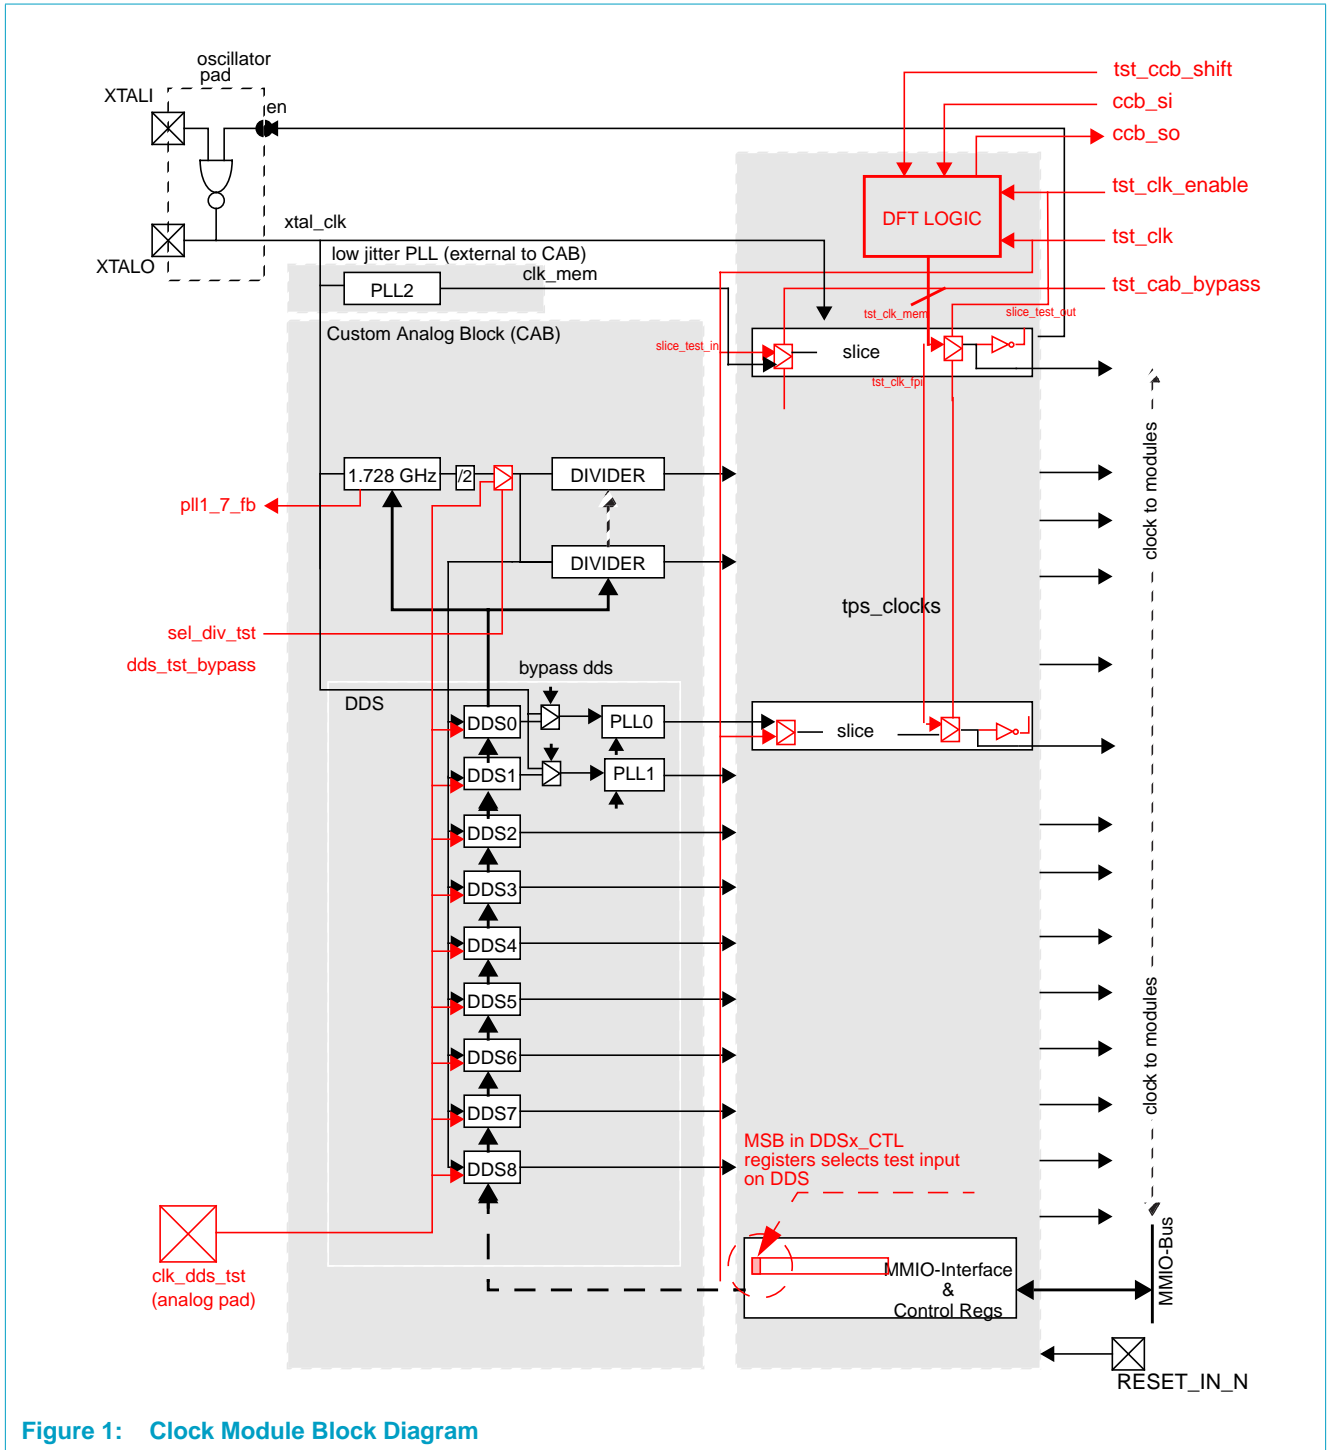 oscillator
pad
XTALI
en
XTALO
xtal_clk
low jitter PLL (external to CAB)
clk_mem
PLL2
Custom Analog Block (CAB)
tst_ccb_shift
ccb_si
ccb_so
tst_clk_enable
DFT LOGIC
tst_clk
tst_cab_bypass
tst_clk_mem
slice_test_out
slice_test_in
slice
tst_clk_fpi
1.728 GHz
/2
DIVIDER
pll1_7_fb
DIVIDER
clock to modules
tps_clocks
sel_div_tst
dds_tst_bypass
bypass dds
DDS
DDS0
PLL0
slice
DDS1
PLL1
DDS2
DDS3
DDS4
DDS5
DDS6
DDS7
DDS8
clock to modules
MSB in DDSx_CTL
registers selects test input
on DDS
clk_dds_tst
(analog pad)
MMIO-Interface
&
Control Regs
MMIO-Bus
RESET_IN_N
Figure 1: Clock Module Block Diagram